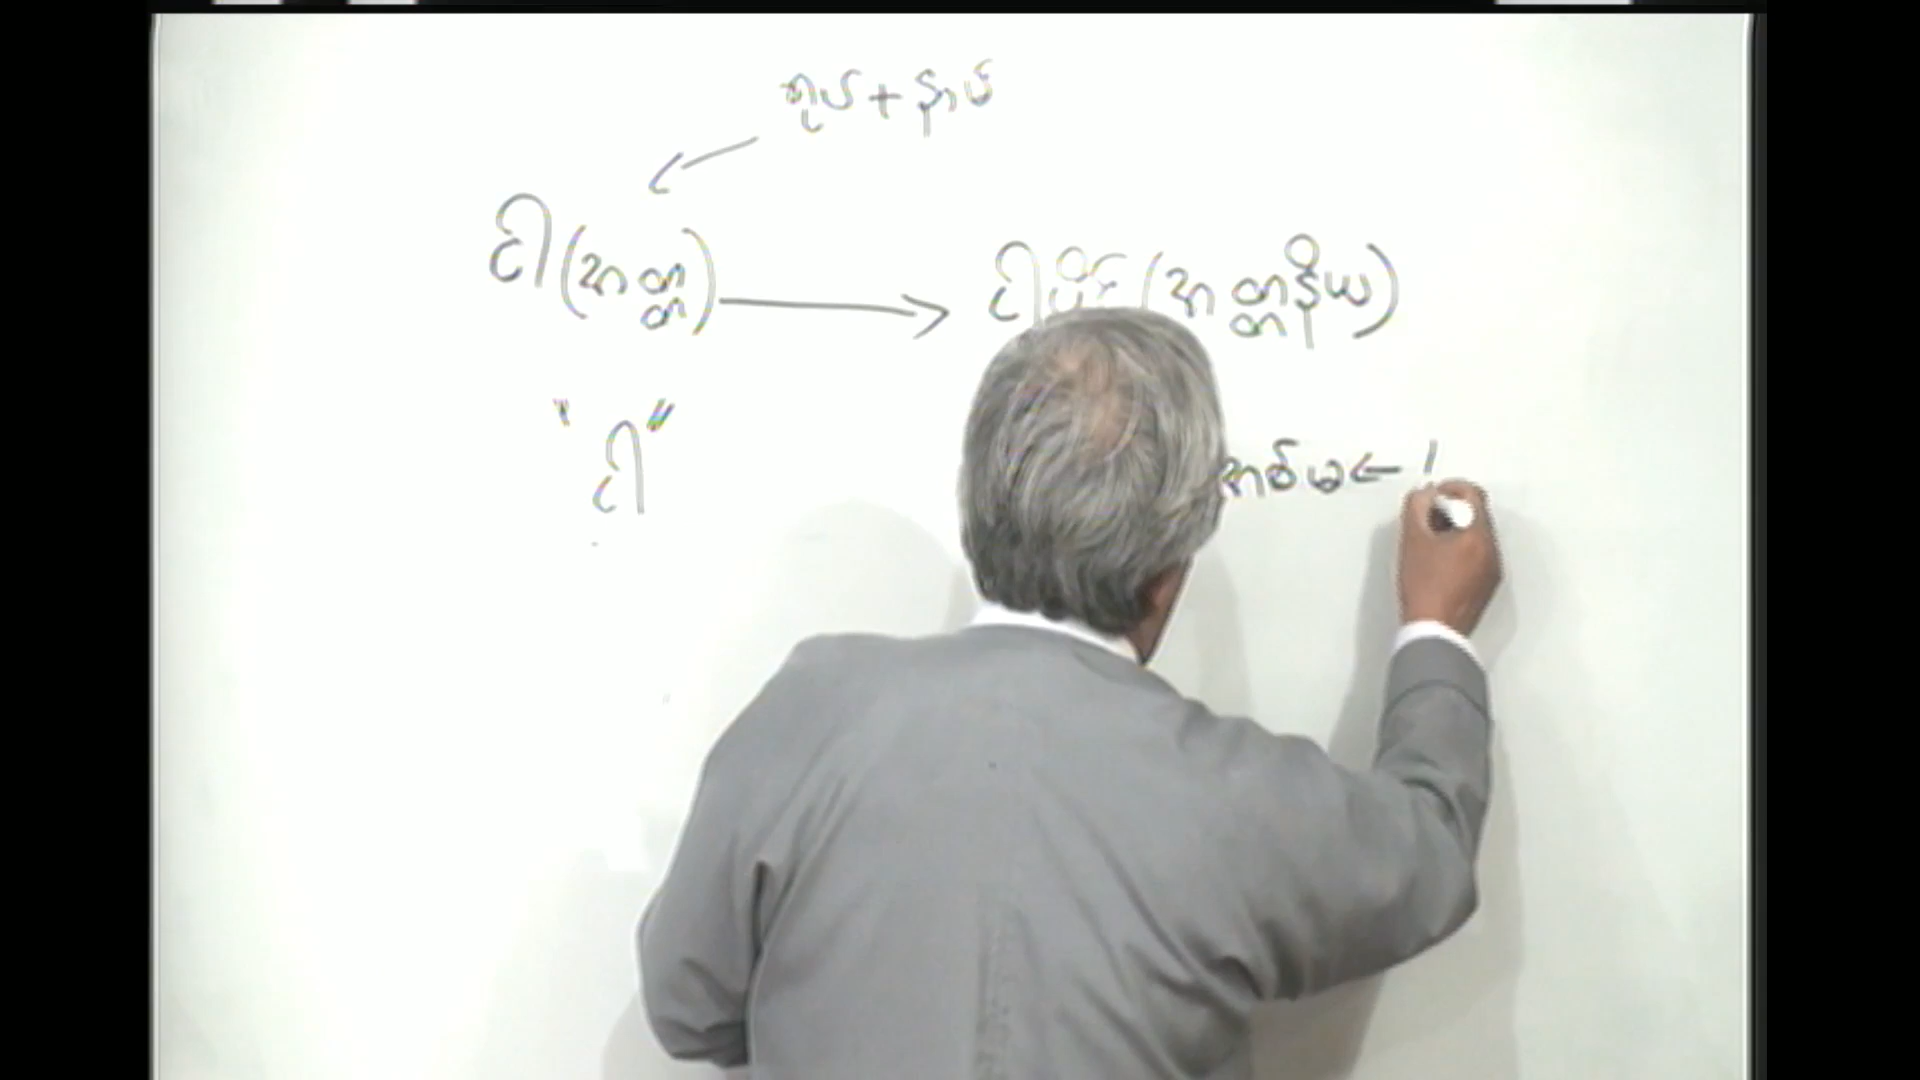 ရုပ် + နာမ်
ငါ (အတ္တ) → ငါပိုင် (အတ္တနိယ)
"ငါ"
←